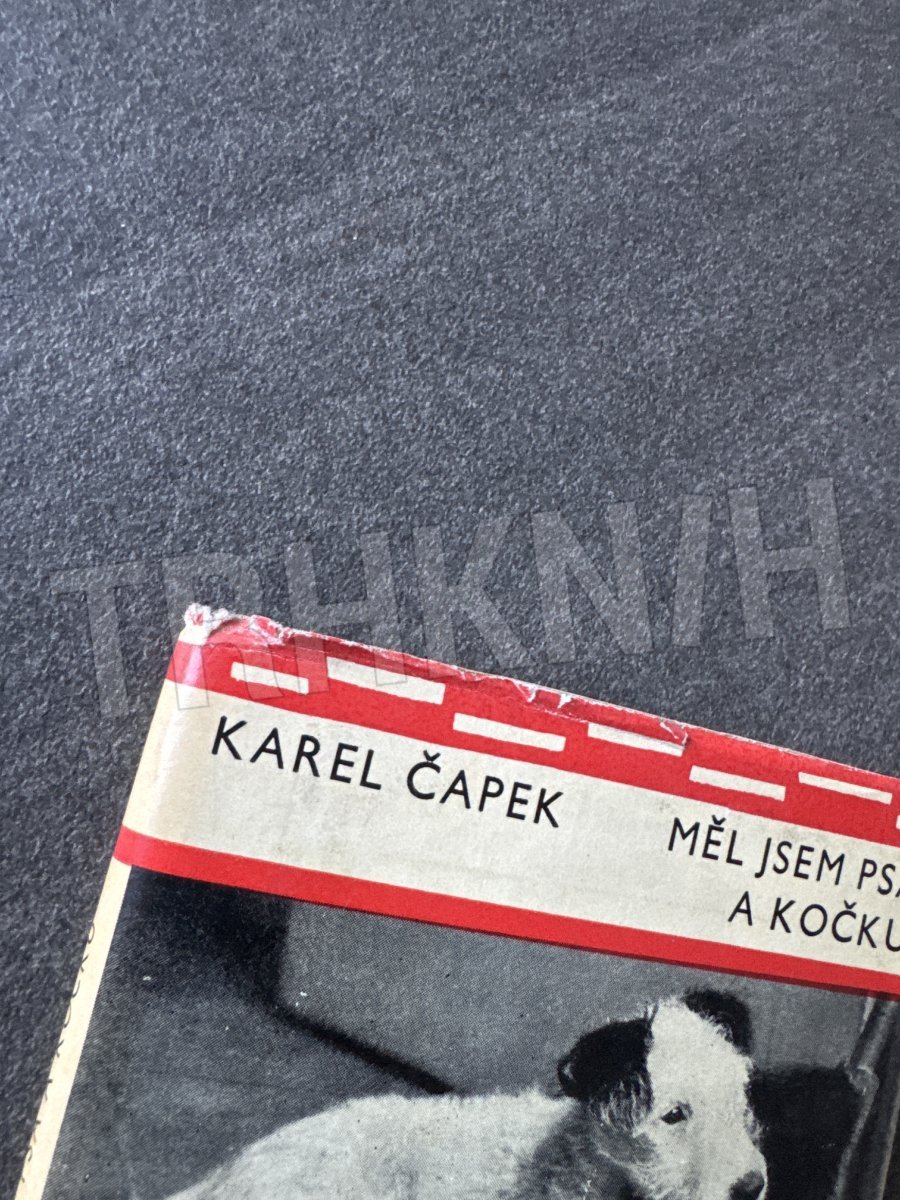 TRHKNIH
KAREL ČAPEK
MĚL JSEM PSA
A KOČKU